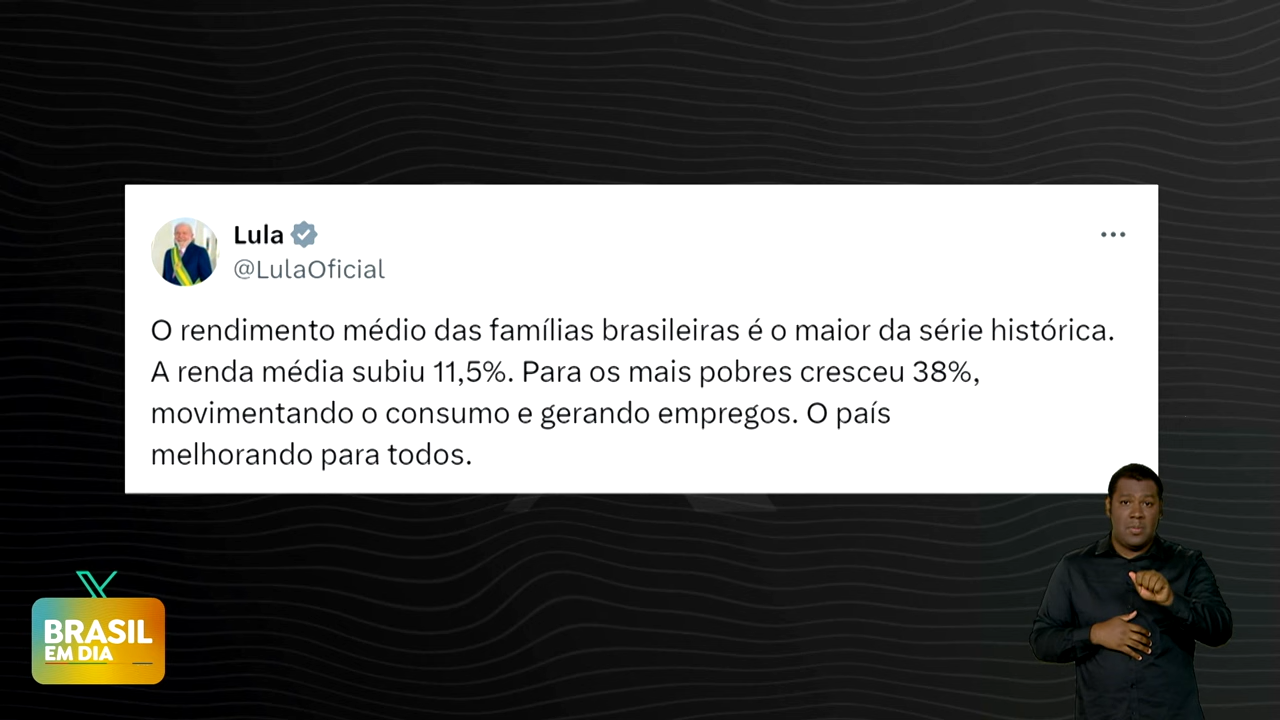 Lula
@LulaOficial
O rendimento médio das famílias brasileiras é o maior da série histórica.
A renda média subiu 11,5%. Para os mais pobres cresceu 38%,
movimentando o consumo e gerando empregos. O país
melhorando para todos.
BRASIL
EM DIA